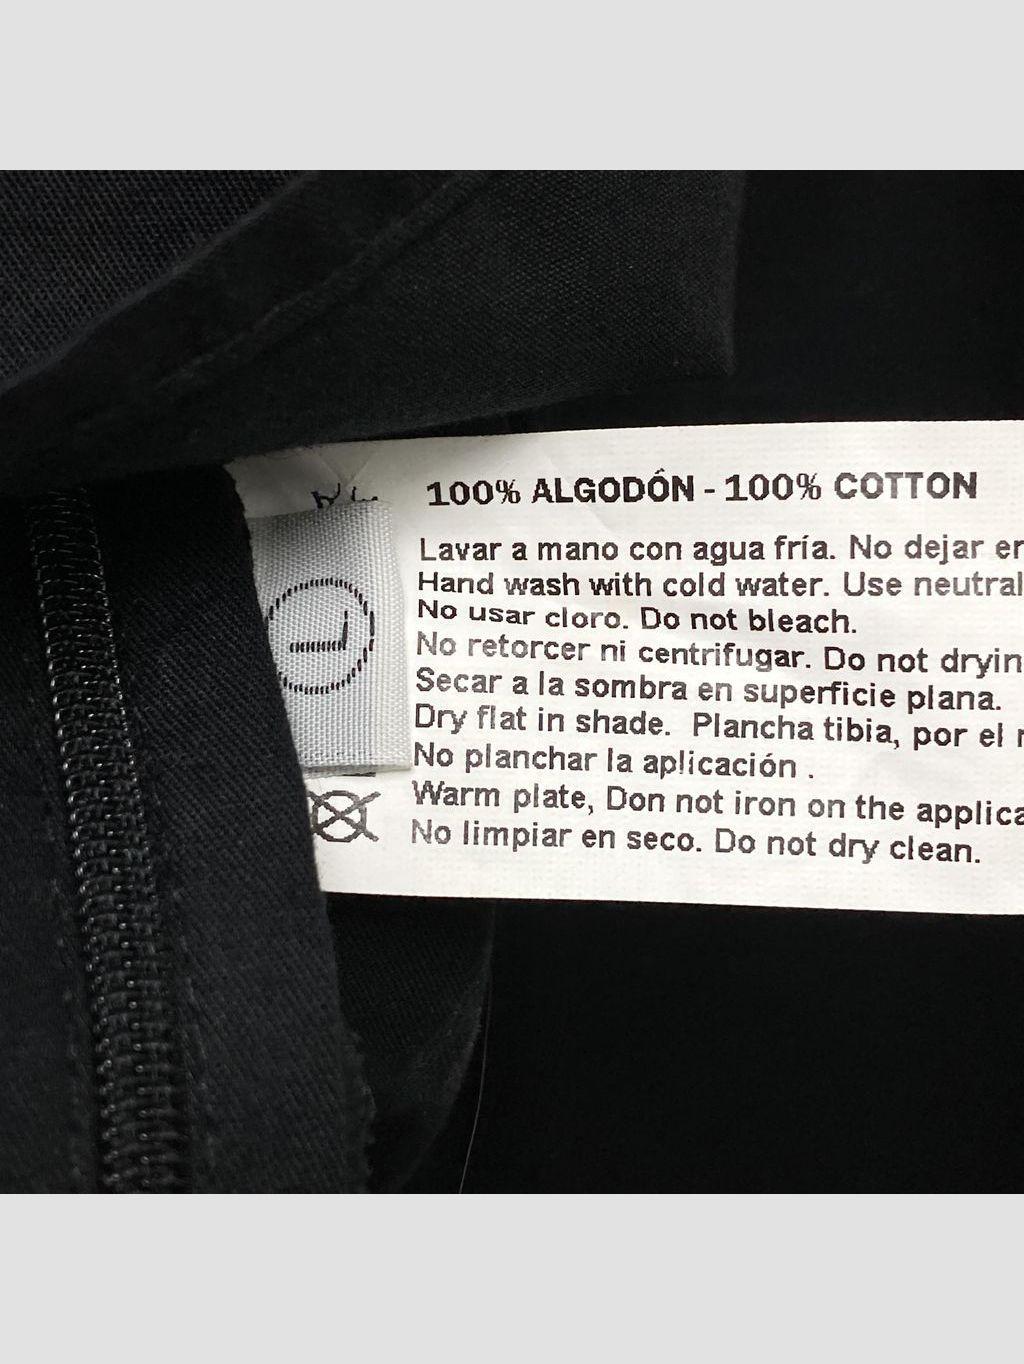 100% ALGODÓN - 100% COTTON
Lavar a mano con agua fría. No dejar en
Hand wash with cold water. Use neutral
No usar cloro. Do not bleach.
No retorcer ni centrifugar. Do not dryin
Secar a la sombra en superficie plana.
Dry flat in shade. Plancha tibia, por el
No planchar la aplicación .
Warm plate, Don not iron on the applica
No limpiar en seco. Do not dry clean.
L